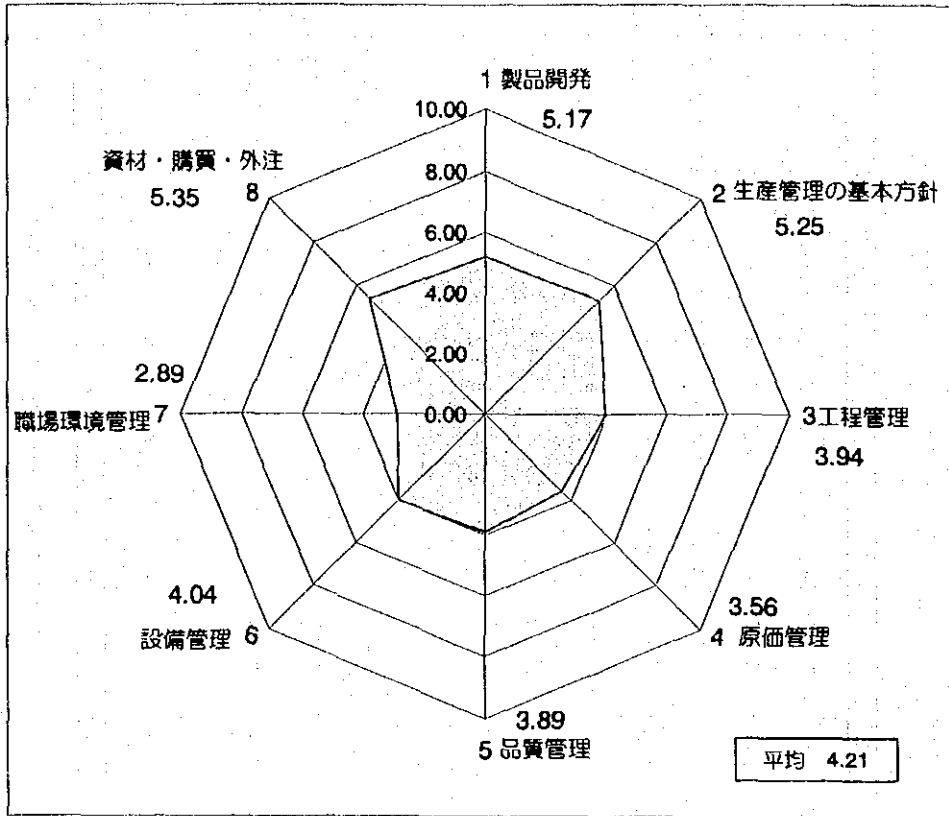 1 製品開発
5.17
10.00
8.00
6.00
4.00
2.00
0.00
資材・購買・外注
5.35 8
2 生産管理の基本方針
5.25
2.89
職場環境管理 7
3工程管理
3.94
4.04
設備管理 6
3.56
4 原価管理
3.89
5 品質管理
平均 4.21